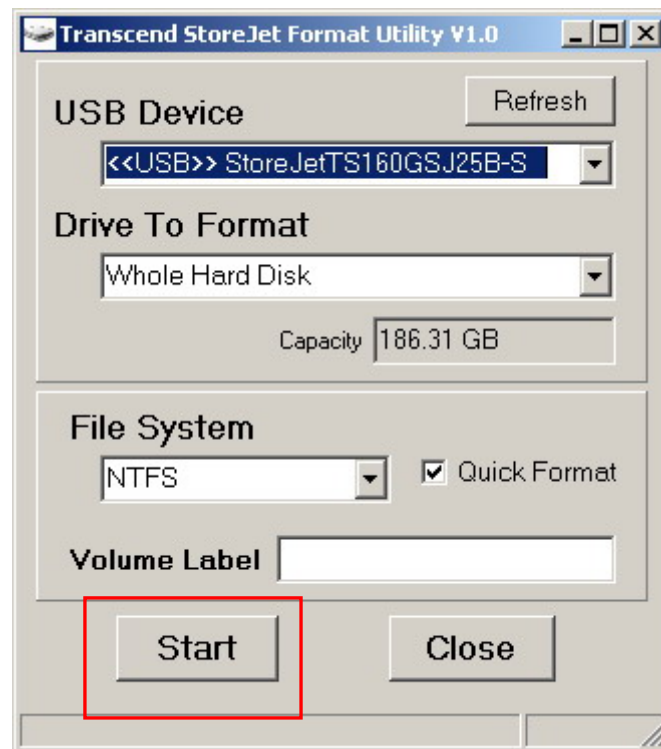 Transcend StoreJet Format Utility V1.0
USB Device
Refresh
<<USB>> StoreJetTS160GSJ25B-S
Drive To Format
Whole Hard Disk
Capacity 186.31 GB
File System
NTFS
Quick Format
Volume Label
Start Close